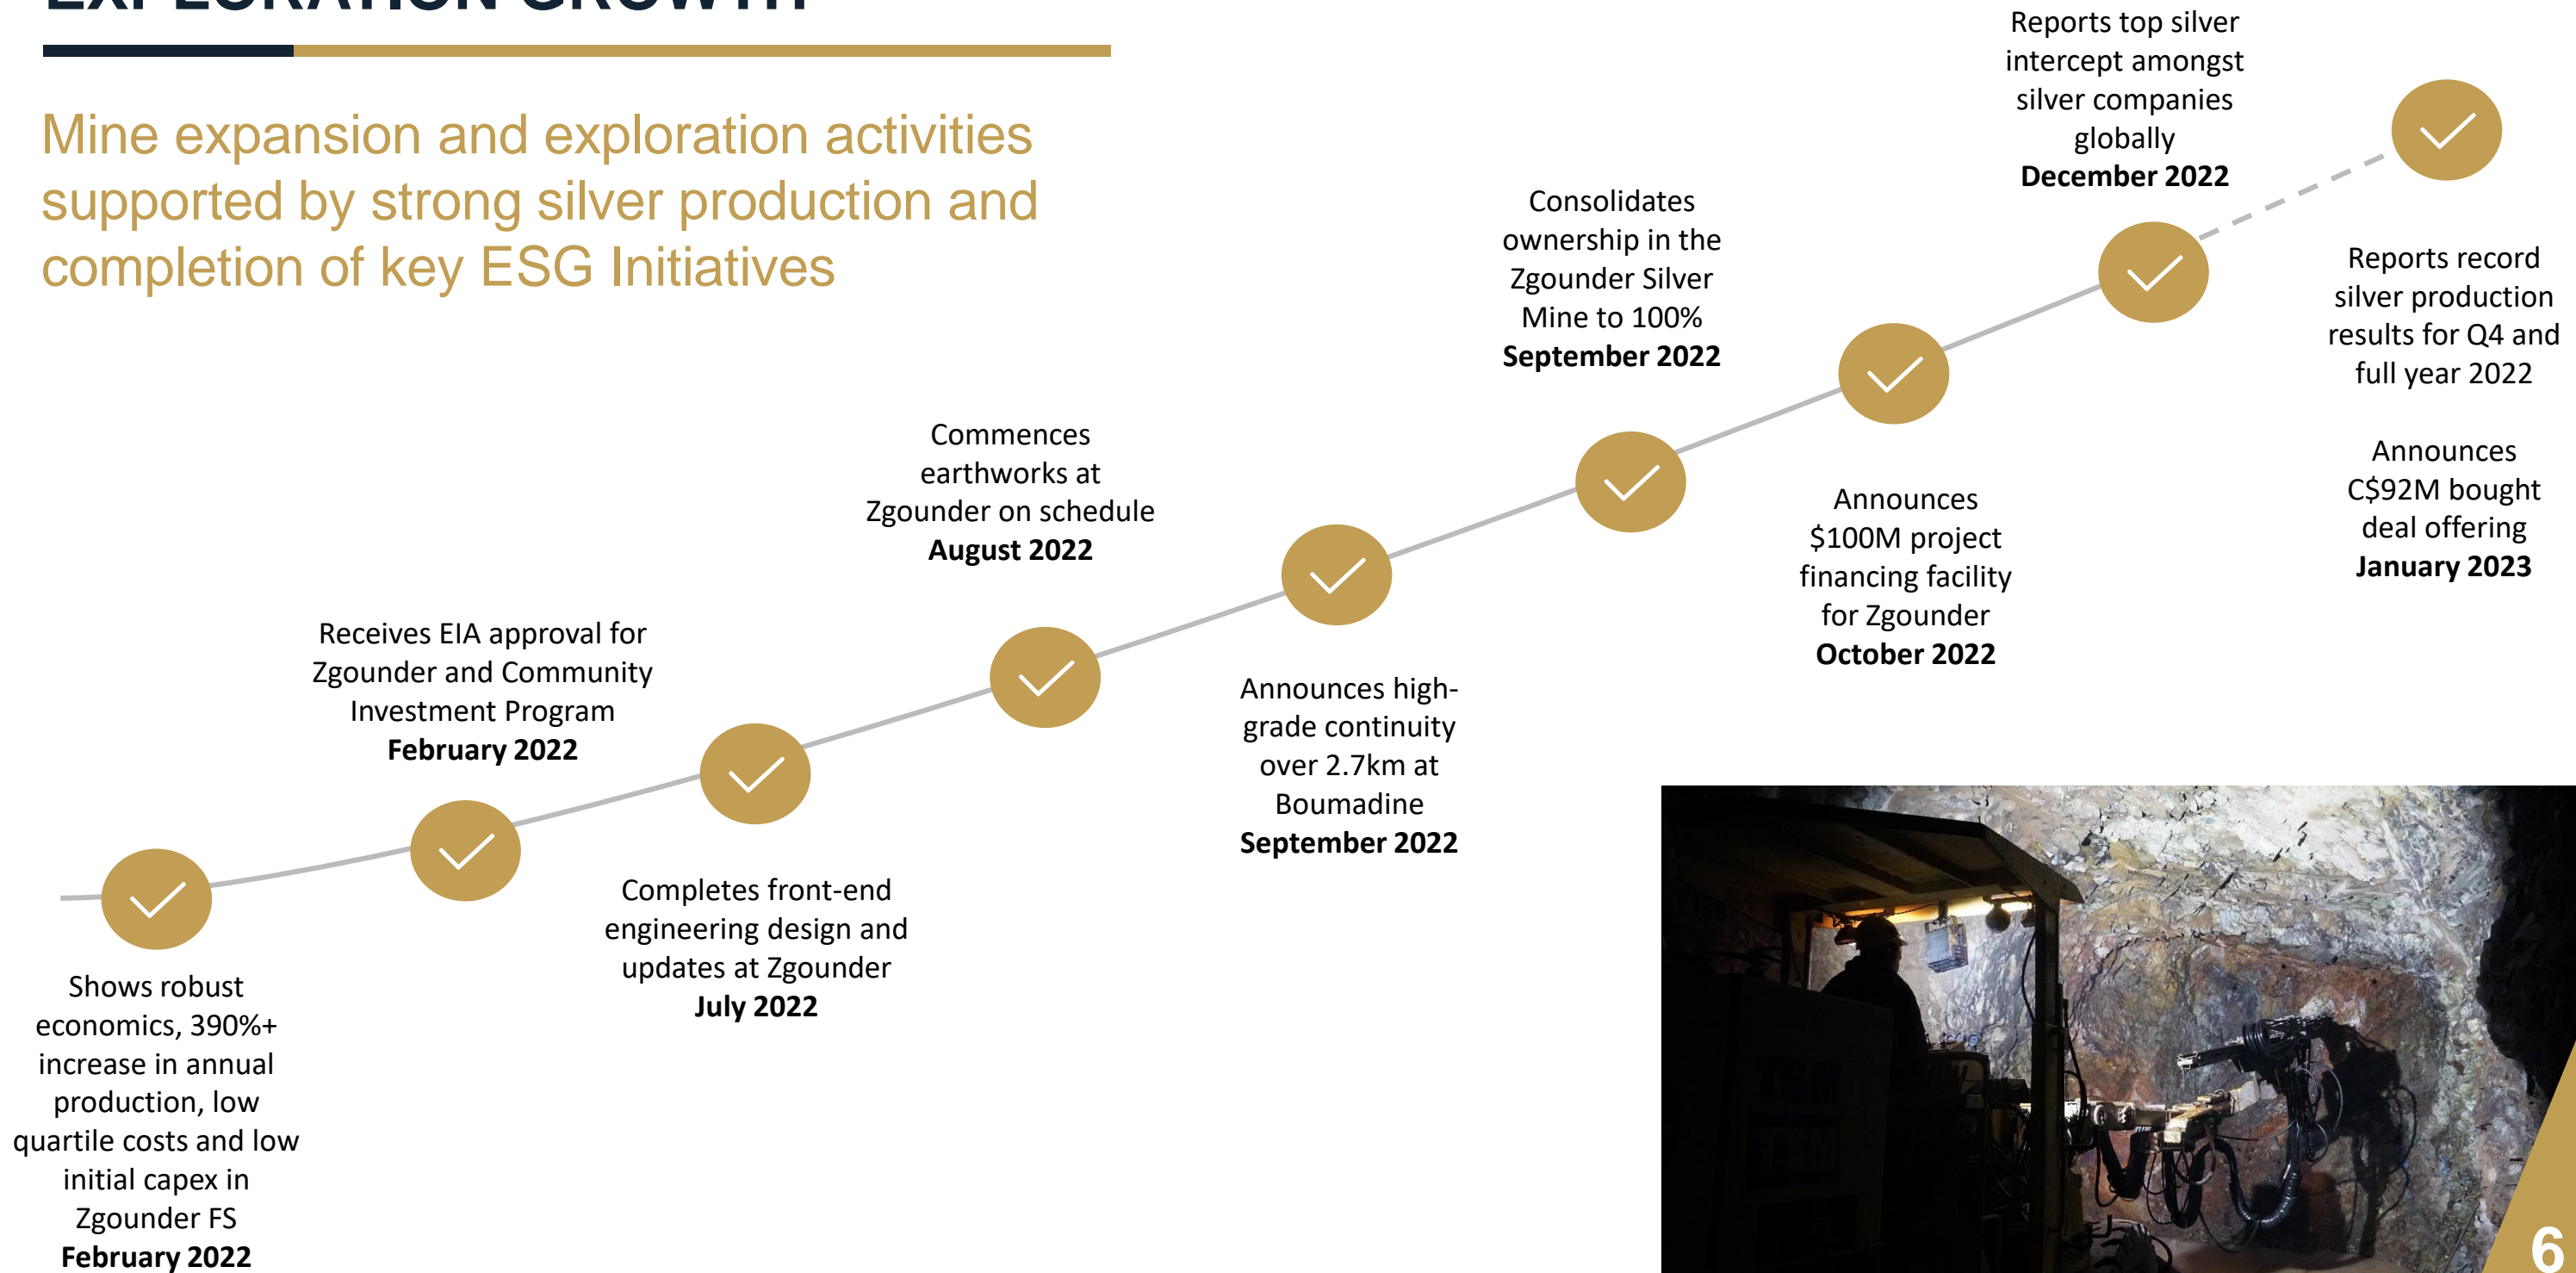 EXPLORATION GROWTH
Mine expansion and exploration activities
supported by strong silver production and
completion of key ESG Initiatives
Shows robust
economics, 390%+
increase in annual
production, low
quartile costs and low
initial capex in
Zgounder FS
February 2022
Receives EIA approval for
Zgounder and Community
Investment Program
February 2022
Completes front-end
engineering design and
updates at Zgounder
July 2022
Commences
earthworks at
Zgounder on schedule
August 2022
Announces high-
grade continuity
over 2.7km at
Boumadine
September 2022
Consolidates
ownership in the
Zgounder Silver
Mine to 100%
September 2022
Announces
$100M project
financing facility
for Zgounder
October 2022
Reports top silver
intercept amongst
silver companies
globally
December 2022
Reports record
silver production
results for Q4 and
full year 2022
Announces
C$92M bought
deal offering
January 2023
6